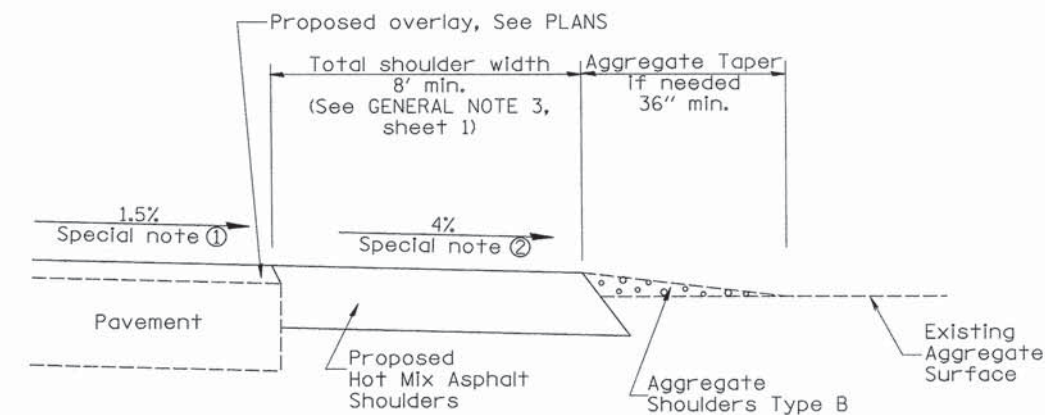 Proposed overlay, See PLANS
Total shoulder width
8' min.
(See GENERAL NOTE 3,
sheet 1)
Aggregate Taper
if needed
36" min.
1.5%
Special note ①
4%
Special note ②
Pavement
Proposed
Hot Mix Asphalt
Shoulders
Aggregate
Shoulders Type B
Existing
Aggregate
Surface